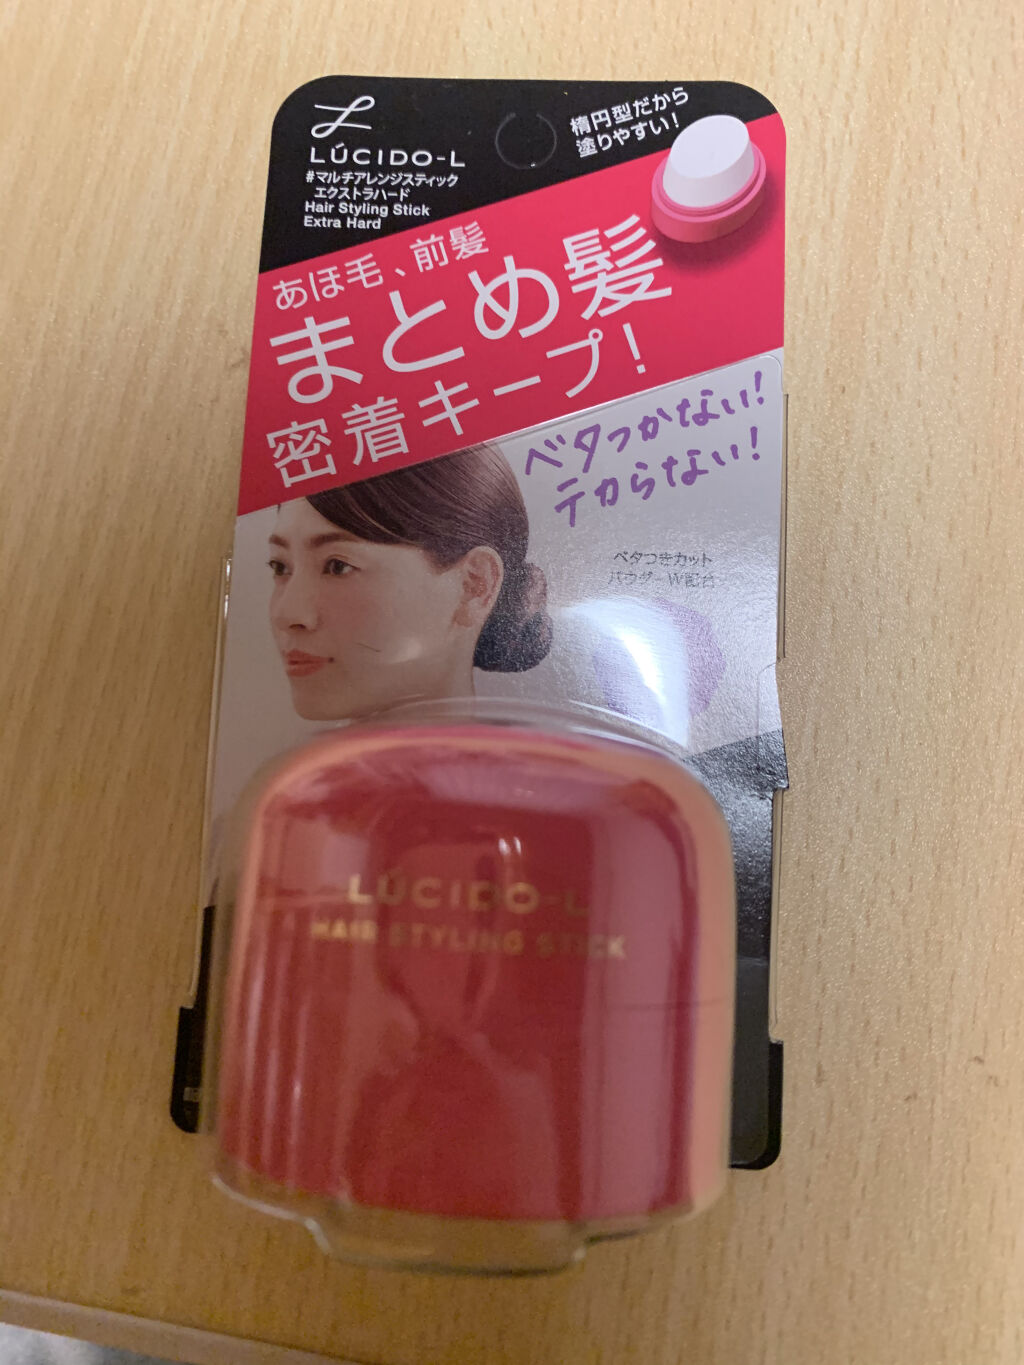 LÚCIDO-L
#マルチアレンジスティック
エクストラハード
Hair Styling Stick
Extra Hard
楕円型だから
塗りやすい!
あほ毛、前髪
まとめ髪
密着キープ!
ベタつかない!
テカらない!
ベタつきカット
パウダーW配合
LÚCIDO-L
HAIR STYLING STICK